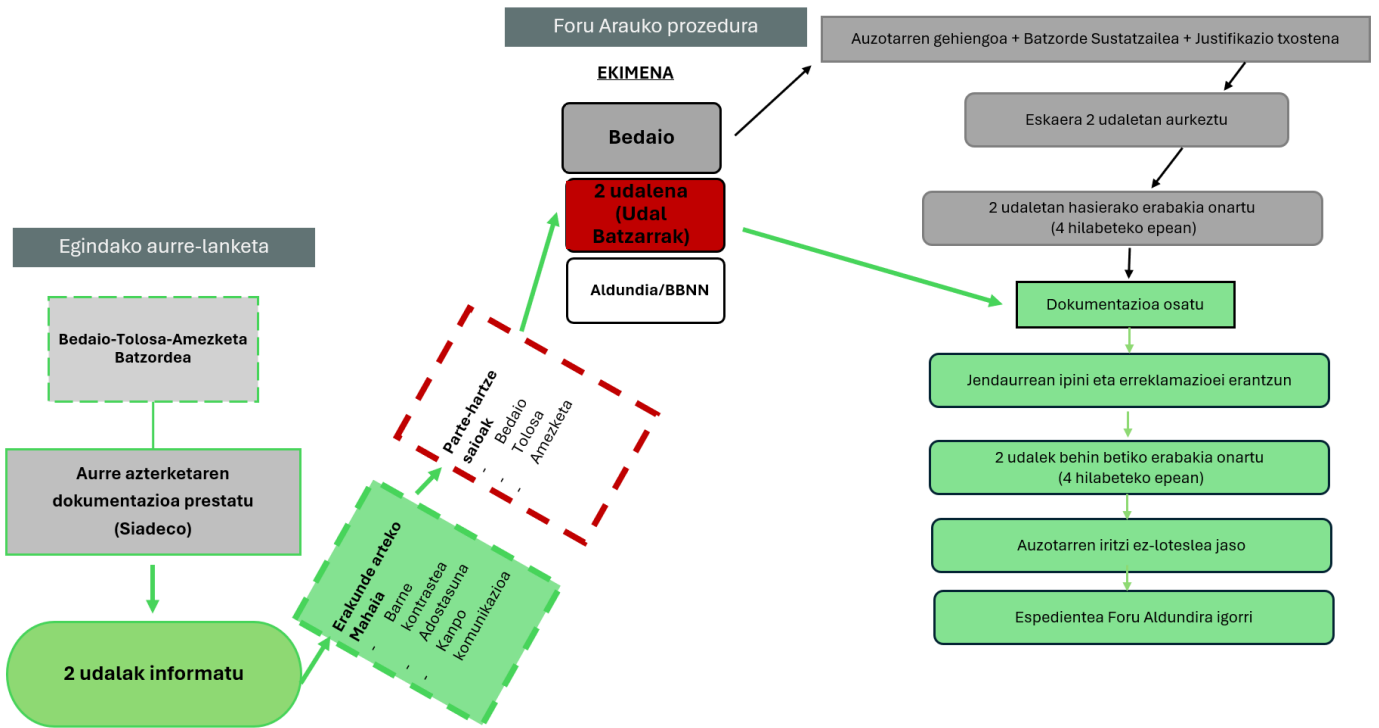 Foru Arauko prozedura
EKIMENA
Bedaio
2 udalena
(Udal
Batzarrak)
Aldundia/BBNN
Auzotarren gehiengoa + Batzorde Sustatzailea + Justifikazio txostena
Eskaera 2 udaletan aurkeztu
2 udaletan hasierako erabakia onartu
(4 hilabeteko epean)
Dokumentazioa osatu
Jendaurrean ipini eta erreklamazioei erantzun
2 udalek behin betiko erabakia onartu
(4 hilabeteko epean)
Auzotarren iritzi ez-loteslea jaso
Espedientea Foru Aldundira igorri
Egindako aurre-lanketa
Bedaio-Tolosa-Amezketa
Batzordea
Aurre azterketaren
dokumentazioa prestatu
(Siadeco)
2 udalak informatu
Erakunde arteko
Mahaia
- Barne
kontrastea
- Adostasuna
- Kanpo
komunikazioa
Parte-hartze
saioak
- Bedaio
- Tolosa
- Amezketa